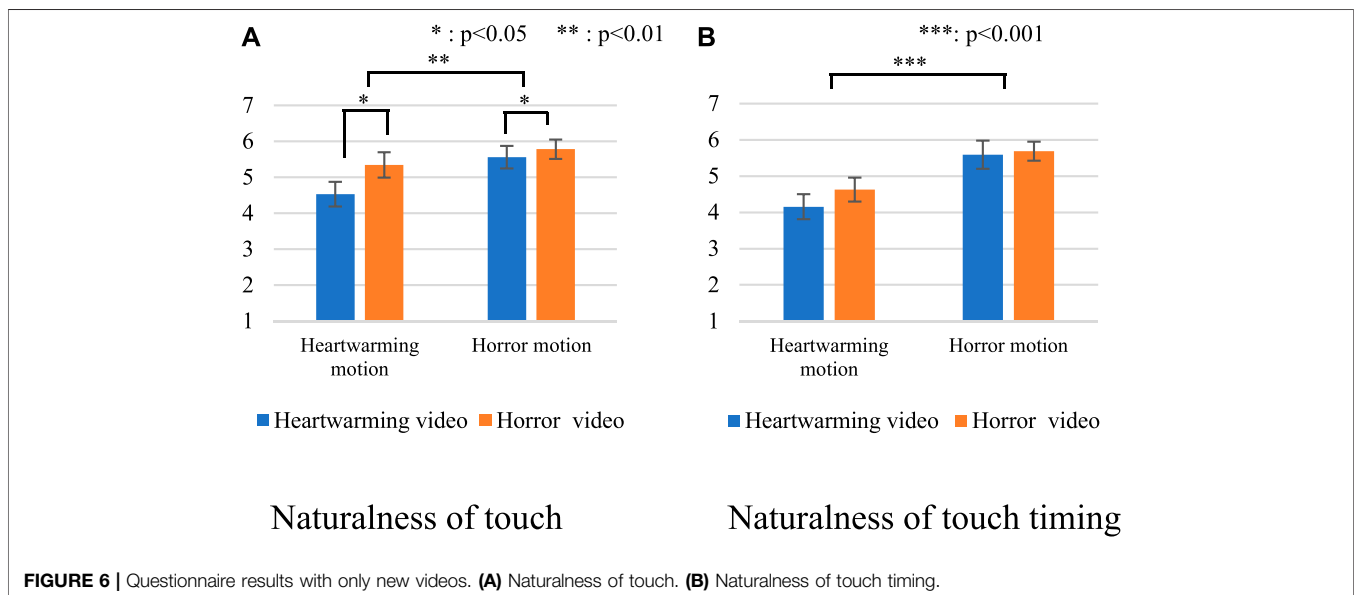 A
* : p<0.05 ** : p<0.01
**
*
*
7
6
5
4
3
2
1
Heartwarming
motion
Horror motion
Heartwarming video Horror video
Naturalness of touch
B
***: p<0.001
***
7
6
5
4
3
2
1
Heartwarming
motion
Horror motion
Heartwarming video Horror video
Naturalness of touch timing
FIGURE 6 | Questionnaire results with only new videos. (A) Naturalness of touch. (B) Naturalness of touch timing.